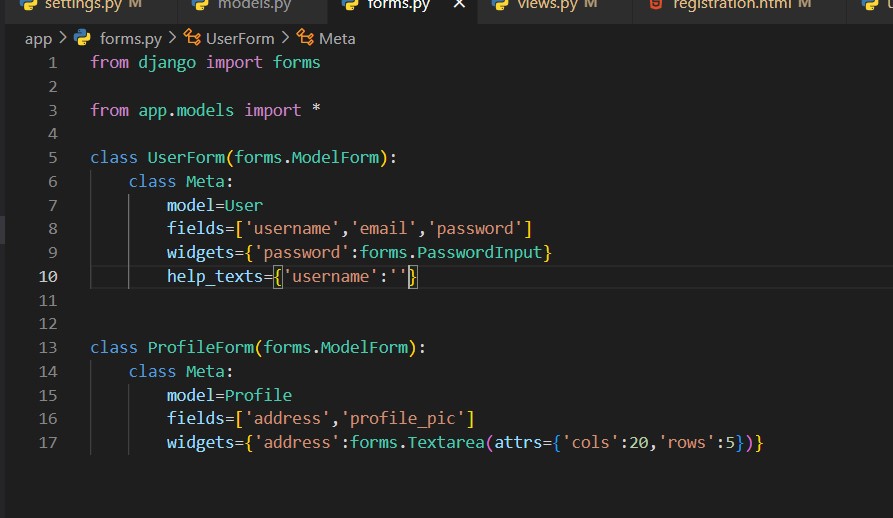 settings.py M models.py forms.py × views.py M registration.html M
app > forms.py > UserForm > Meta
1 from django import forms
2
3 from app.models import *
4
5 class UserForm(forms.ModelForm):
6 class Meta:
7 model=User
8 fields=['username','email','password']
9 widgets={'password':forms.PasswordInput}
10 help_texts={'username':''}
11
12
13 class ProfileForm(forms.ModelForm):
14 class Meta:
15 model=Profile
16 fields=['address','profile_pic']
17 widgets={'address':forms.Textarea(attrs={'cols':20,'rows':5})}